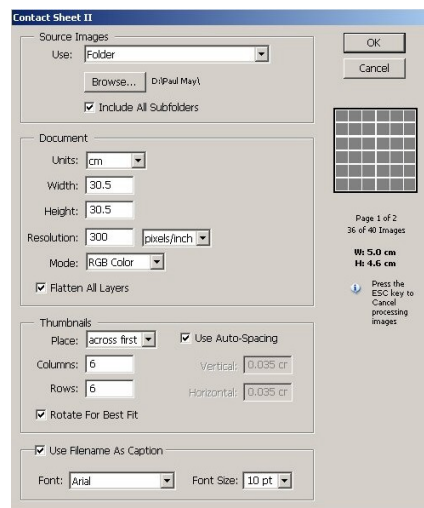 Contact Sheet II
Source Images
Use: Folder
Browse... D:\Paul May\
Include All Subfolders
OK
Cancel
Document
Units: cm
Width: 30.5
Height: 30.5
Resolution: 300 pixels/inch
Mode: RGB Color
Flatten All Layers
Page 1 of 2
36 of 40 Images
W: 5.0 cm
H: 4.6 cm
Press the
ESC key to
Cancel
processing
images
Thumbnails
Place: across first Use Auto-Spacing
Columns: 6 Vertical: 0.035 cr
Rows: 6 Horizontal: 0.035 cr
Rotate For Best Fit
Use Filename As Caption
Font: Arial Font Size: 10 pt